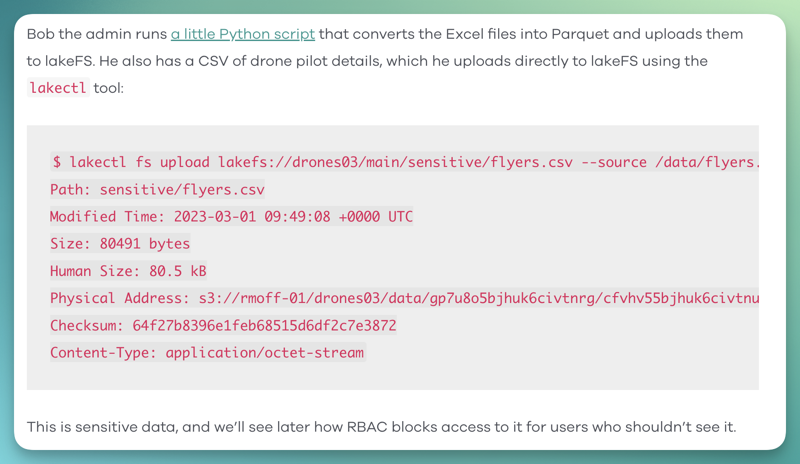 Bob the admin runs a little Python script that converts the Excel files into Parquet and uploads them
to lakeFS. He also has a CSV of drone pilot details, which he uploads directly to lakeFS using the
lakectl tool:
$ lakectl fs upload lakefs://drones03/main/sensitive/flyers.csv --source /data/flyers.
Path: sensitive/flyers.csv
Modified Time: 2023-03-01 09:49:08 +0000 UTC
Size: 80491 bytes
Human Size: 80.5 kB
Physical Address: s3://rmoff-01/drones03/data/gp7u8o5bjhuk6civtnrg/cfvhv55bjhuk6civtnu
Checksum: 64f27b8396e1feb68515d6df2c7e3872
Content-Type: application/octet-stream
This is sensitive data, and we’ll see later how RBAC blocks access to it for users who shouldn’t see it.